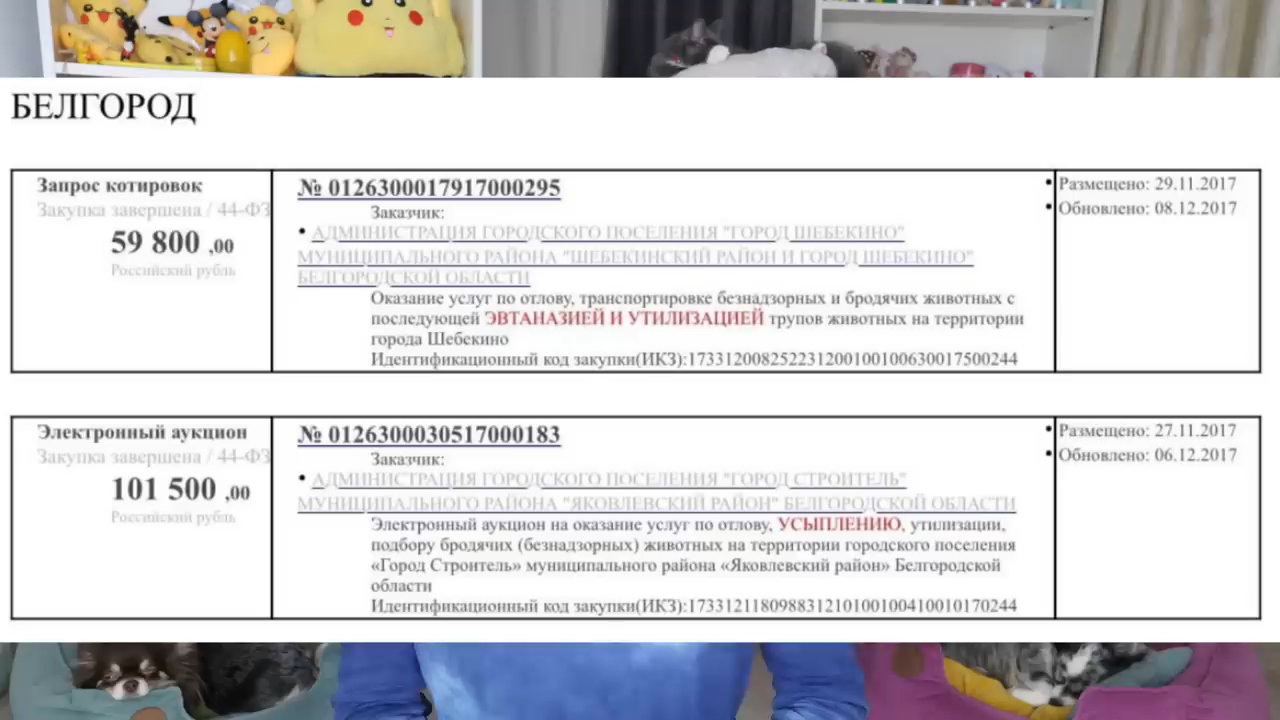 БЕЛГОРОД
Запрос котировок
Закупка завершена / 44-ФЗ
59 800 ,00
Российский рубль
№ 0126300017917000295
Заказчик:
• АДМИНИСТРАЦИЯ ГОРОДСКОГО ПОСЕЛЕНИЯ "ГОРОД ШЕБЕКИНО"
МУНИЦИПАЛЬНОГО РАЙОНА "ШЕБЕКИНСКИЙ РАЙОН И ГОРОД ШЕБЕКИНО"
БЕЛГОРОДСКОЙ ОБЛАСТИ
Оказание услуг по отлову, транспортировке безнадзорных и бродячих животных с
последующей ЭВТАНАЗИЕЙ И УТИЛИЗАЦИЕЙ трупов животных на территории
города Шебекино
Идентификационный код закупки(ИКЗ):173312008252231200100100630017500244
• Размещено: 29.11.2017
• Обновлено: 08.12.2017
Электронный аукцион
Закупка завершена / 44-ФЗ
101 500 ,00
Российский рубль
№ 0126300030517000183
Заказчик:
• АДМИНИСТРАЦИЯ ГОРОДСКОГО ПОСЕЛЕНИЯ "ГОРОД СТРОИТЕЛЬ"
МУНИЦИПАЛЬНОГО РАЙОНА "ЯКОВЛЕВСКИЙ РАЙОН" БЕЛГОРОДСКОЙ ОБЛАСТИ
Электронный аукцион на оказание услуг по отлову, УСЫПЛЕНИЮ, утилизации,
подбору бродячих (безнадзорных) животных на территории городского поселения
«Город Строитель» муниципального района «Яковлевский район» Белгородской
области
Идентификационный код закупки(ИКЗ):173312118098831210100100410010170244
• Размещено: 27.11.2017
• Обновлено: 06.12.2017